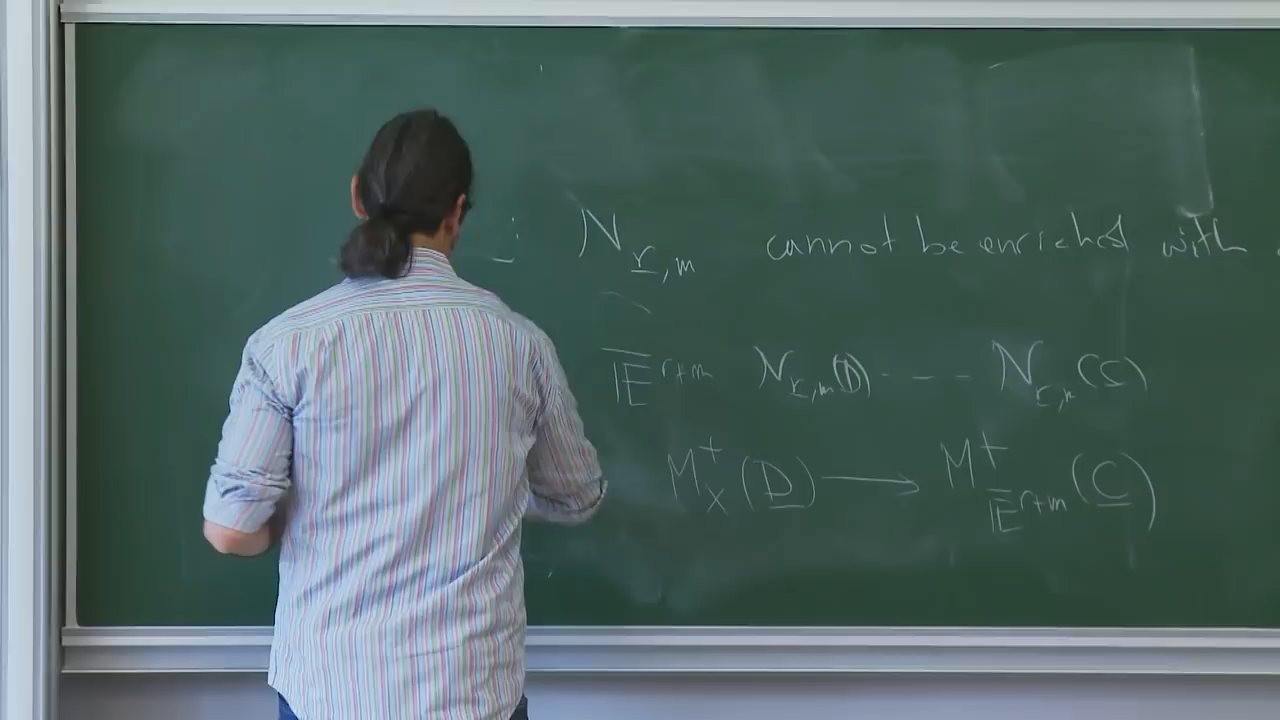 : N_{r,m} cannot be enriched with
𝔼^{r+m} N_{r,m}(D) - - - N_{r,m}(S)
M^+_X (D) ⟶ M^+_{𝔼^{r+m}} (C)